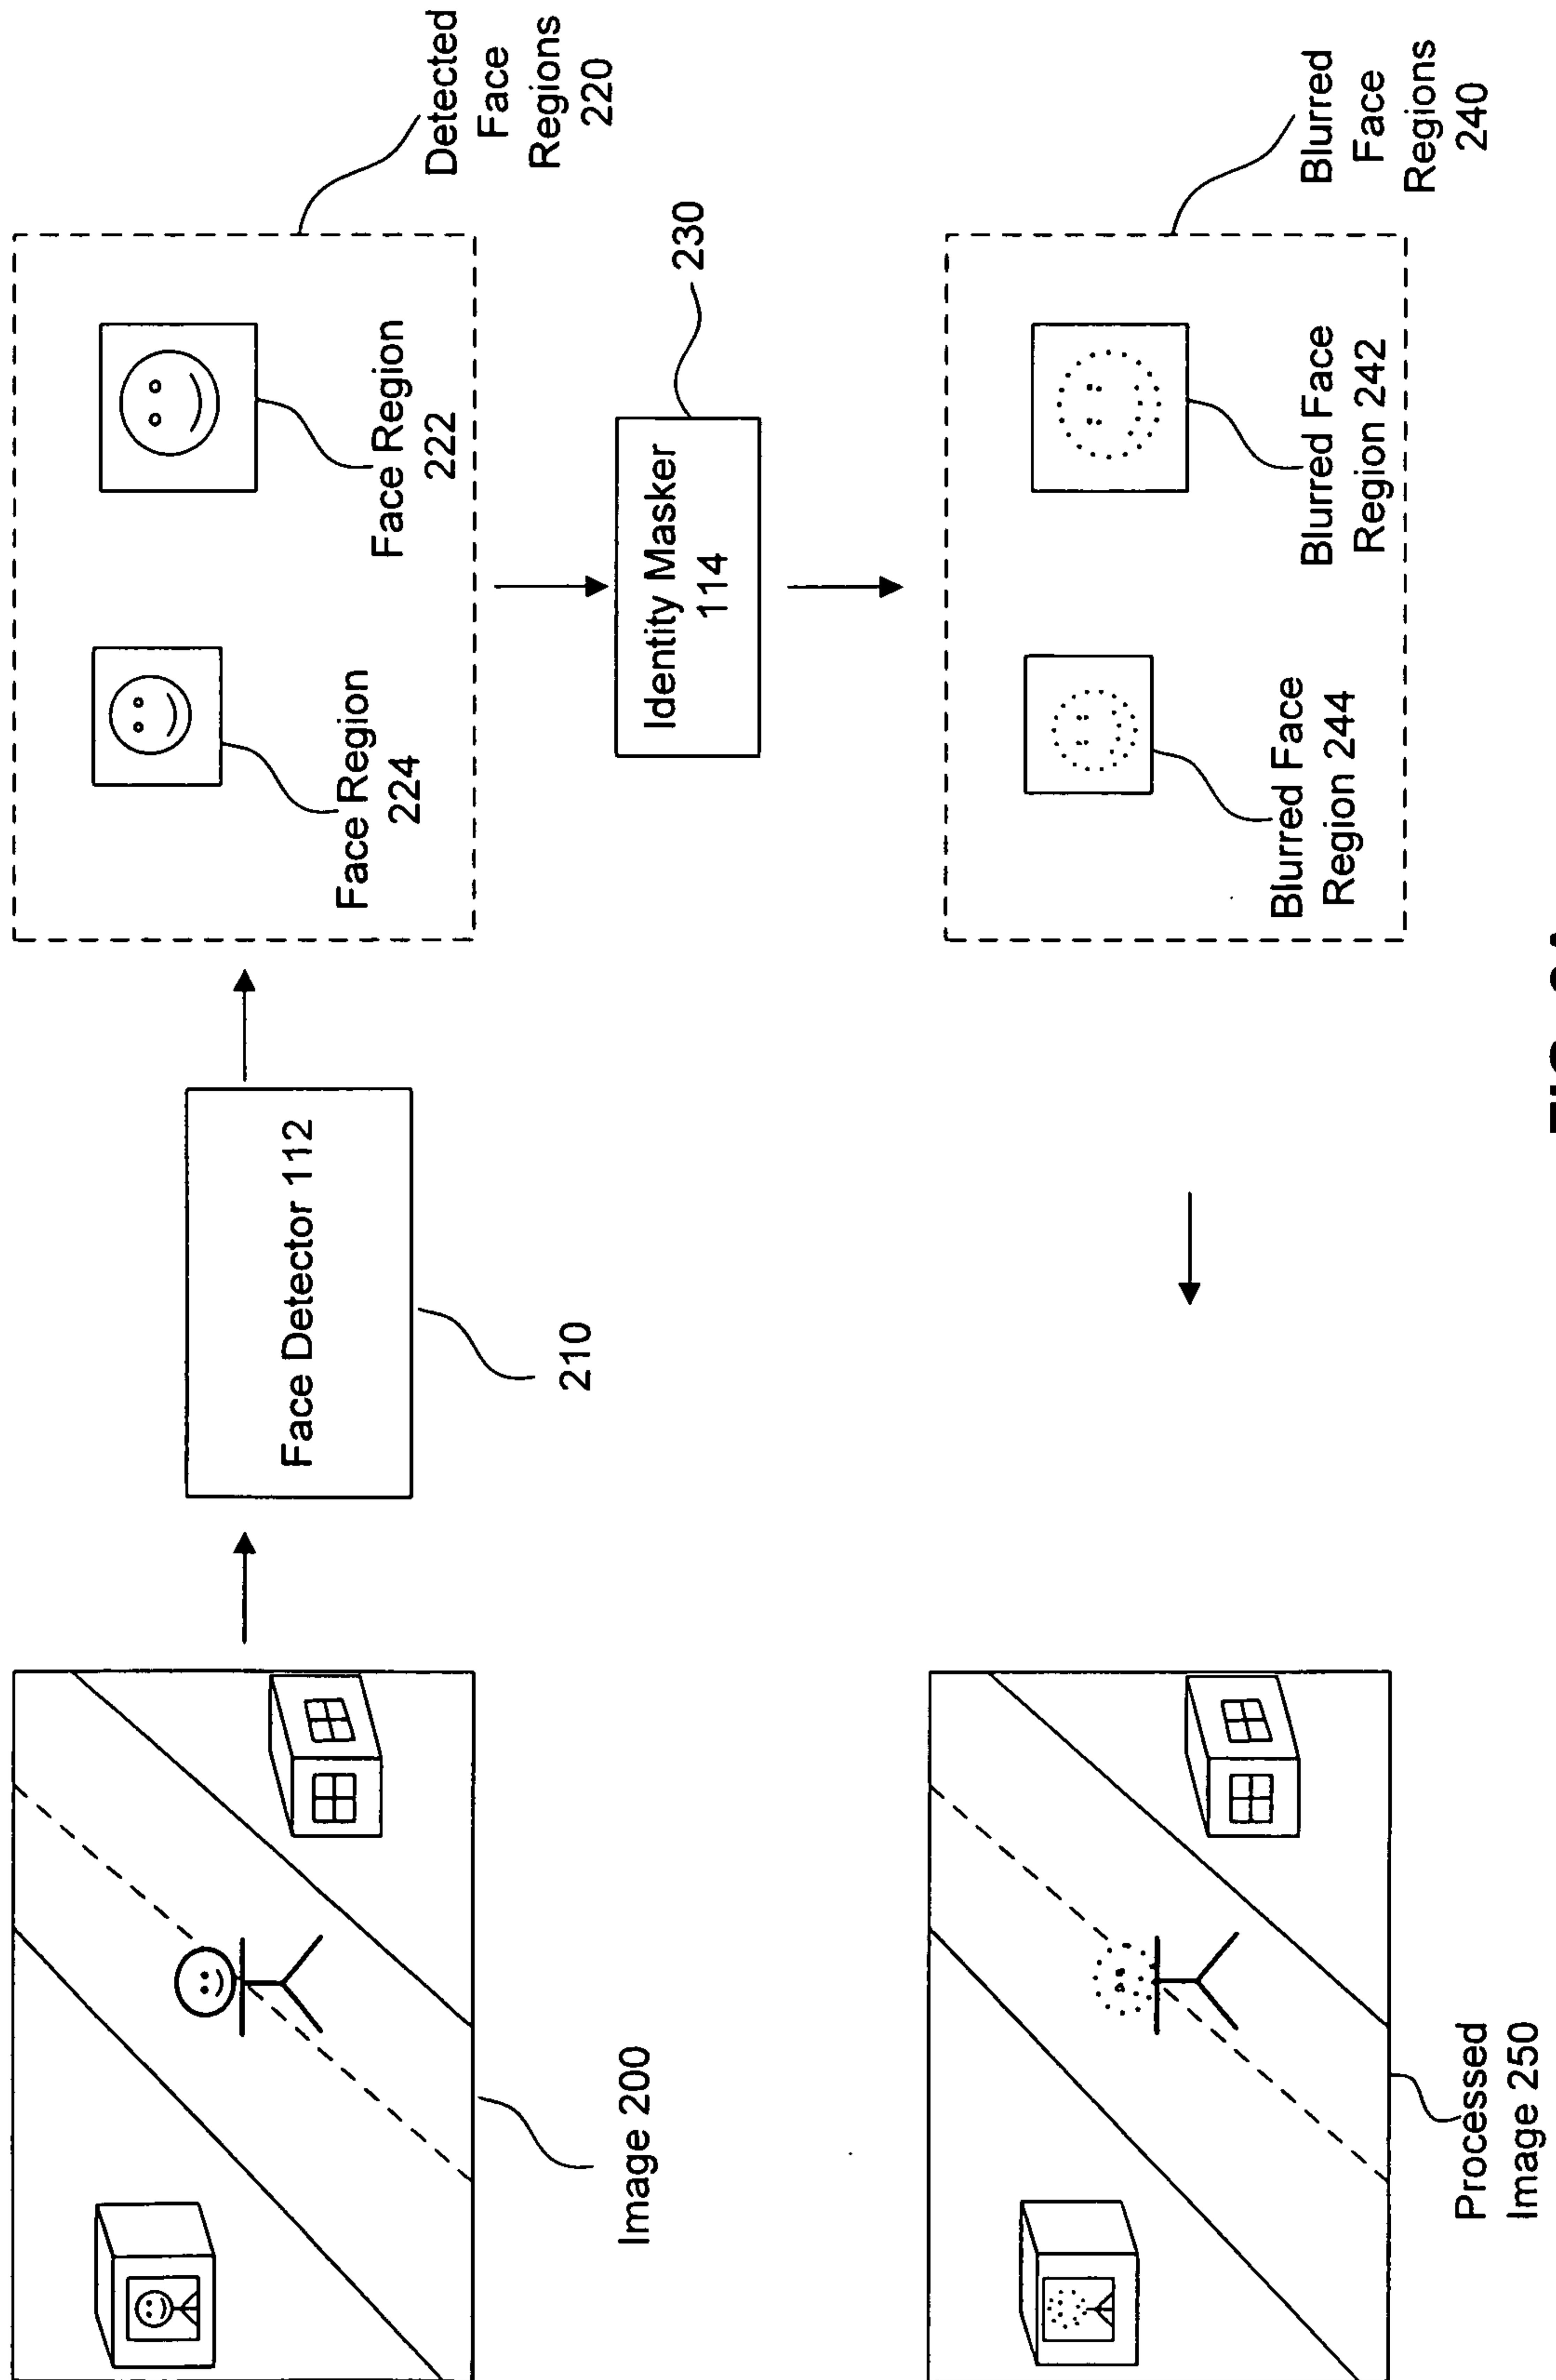 Image 200
Face Detector 112
210
Face Region
224
Face Region
222
Detected
Face
Regions
220
Identity Masker
114
230
Processed
Image 250
Blurred Face
Region 244
Blurred Face
Region 242
Blurred
Face
Regions
240